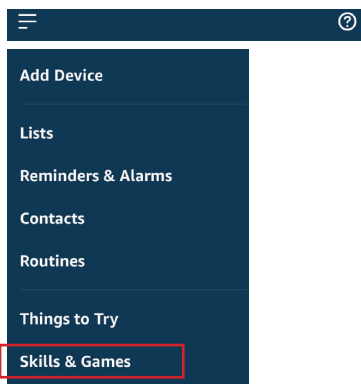 Add Device
Lists
Reminders & Alarms
Contacts
Routines
Things to Try
Skills & Games